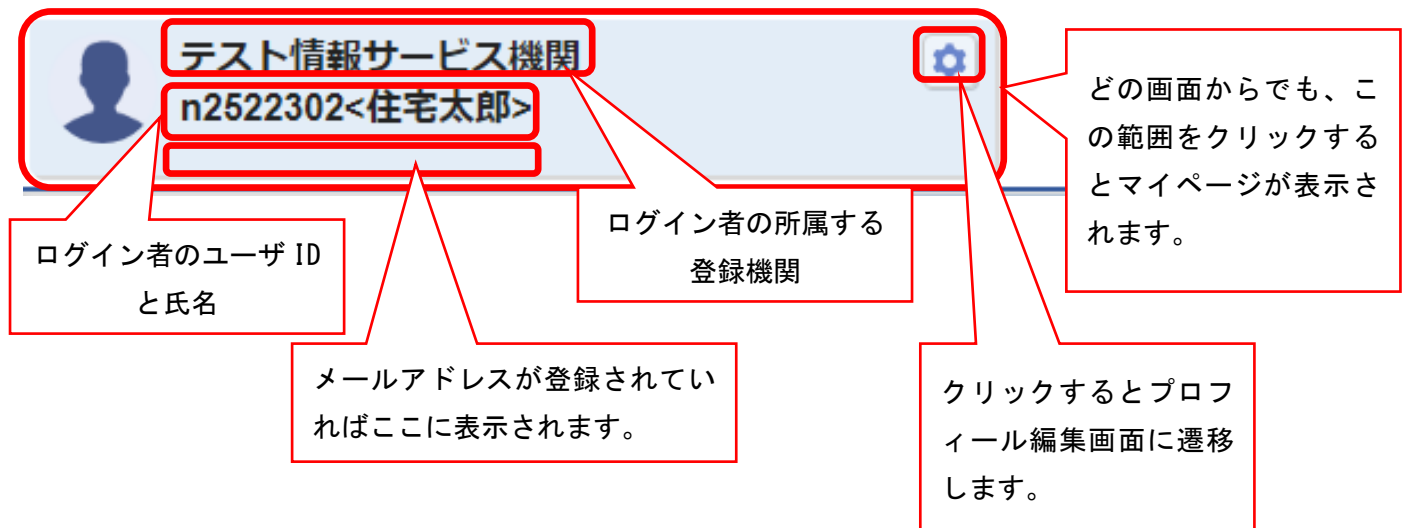 テスト情報サービス機関
n2522302<住宅太郎>
どの画面からでも、こ
の範囲をクリックする
とマイページが表示さ
れます。
ログイン者のユーザ ID
と氏名
ログイン者の所属する
登録機関
メールアドレスが登録されてい
ればここに表示されます。
クリックするとプロフ
ィール編集画面に遷移
します。